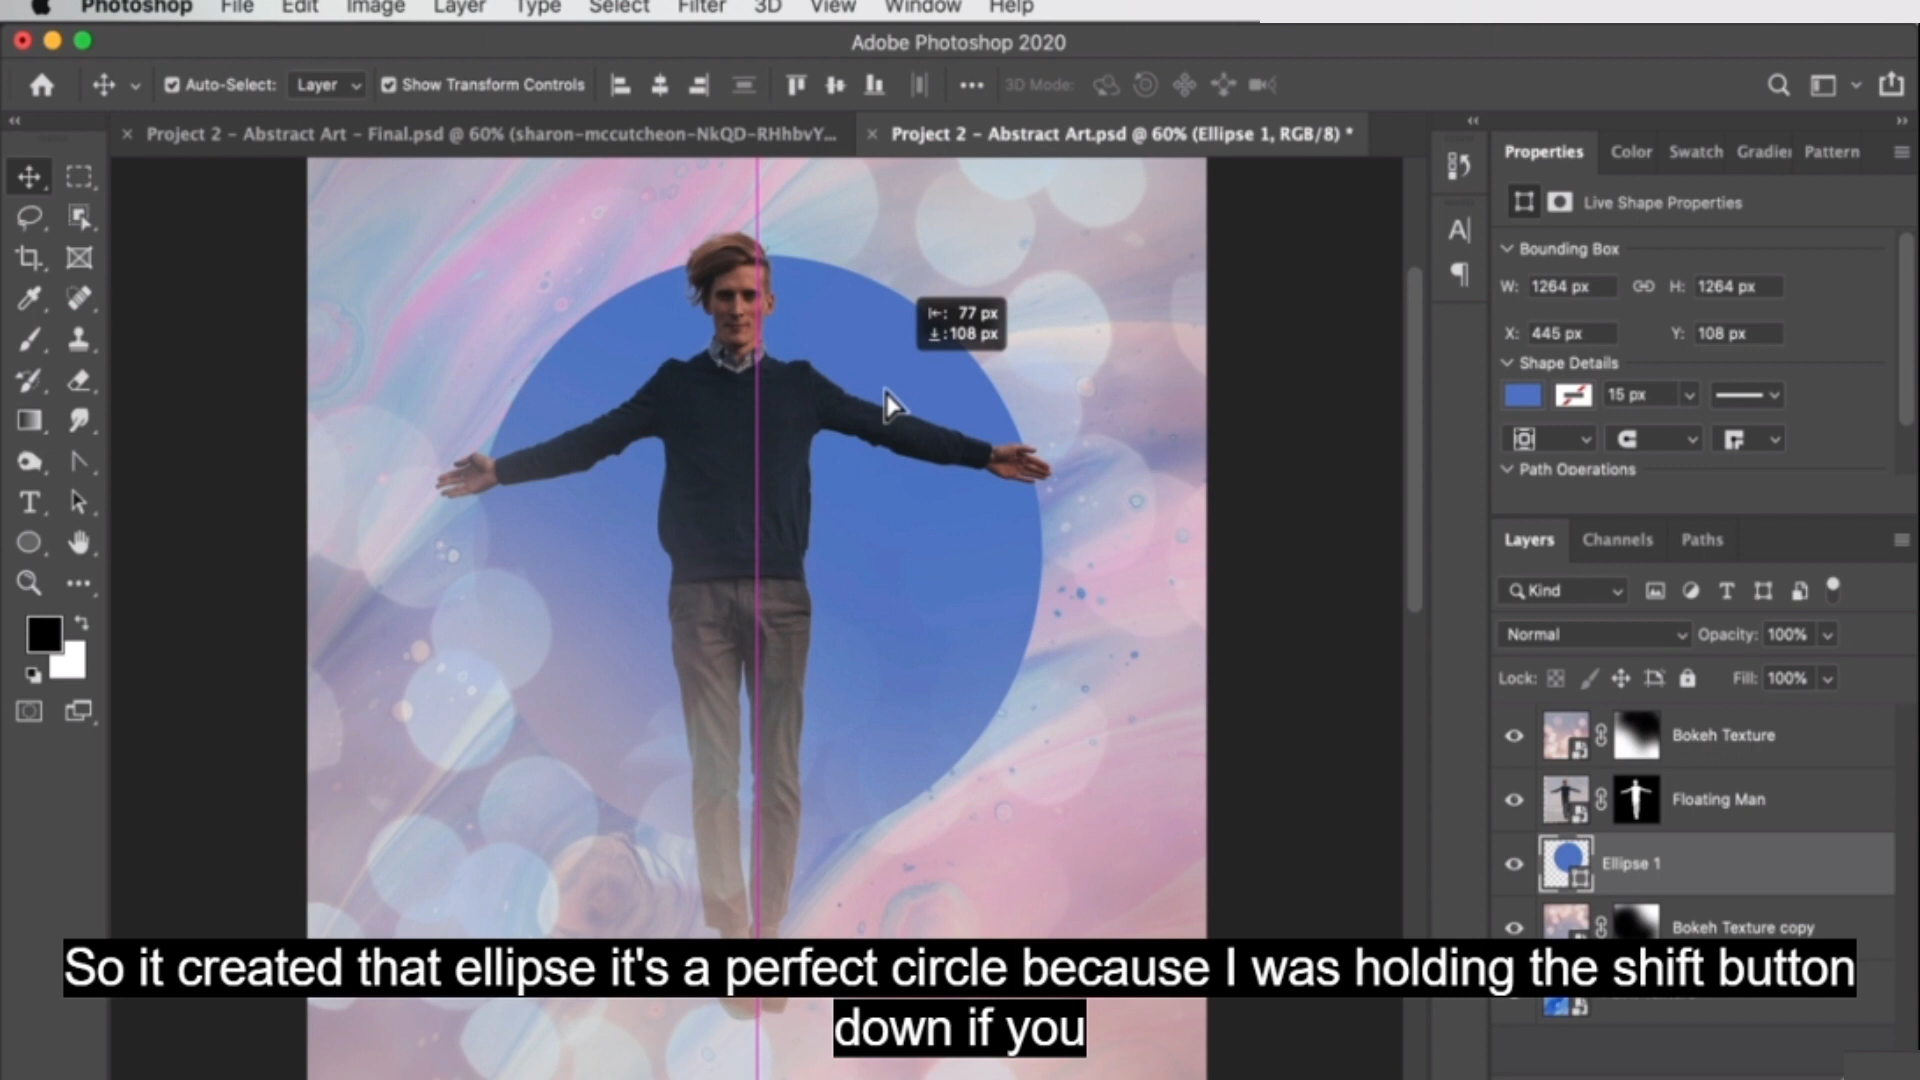 Photoshop File Edit Image Layer Type Select Filter 3D View Window Help
Adobe Photoshop 2020
Auto-Select: Layer Show Transform Controls 3D Mode:
Project 2 - Abstract Art - Final.psd @ 60% (sharon-mccutcheon-NkQD-RHhbvY... Project 2 - Abstract Art.psd @ 60% (Ellipse 1, RGB/8) *
Properties Color Swatch Gradier Pattern
Live Shape Properties
Bounding Box
W: 1264 px H: 1264 px
77 px
108 px
X: 445 px Y: 108 px
Shape Details
15 px
Path Operations
Layers Channels Paths
Kind
Normal Opacity: 100%
Lock: Fill: 100%
Bokeh Texture
Floating Man
Ellipse 1
Bokeh Texture copy
So it created that ellipse it's a perfect circle because I was holding the shift button
down if you